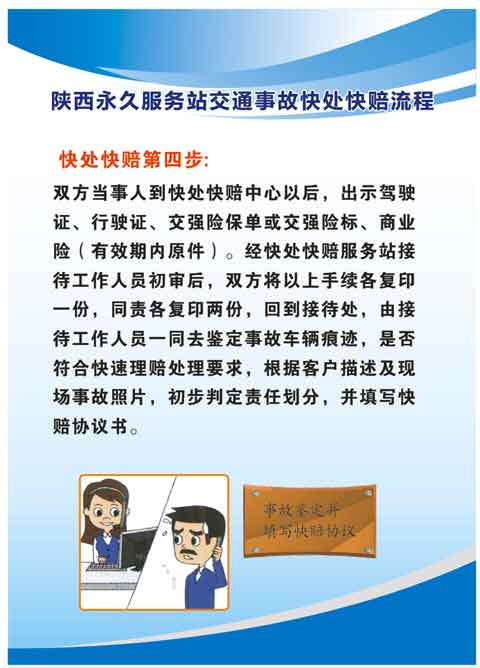 陕西永久服务站交通事故快处快赔流程
快处快赔第四步:
双方当事人到快处快赔中心以后，出示驾驶
证、行驶证、交强险保单或交强险标、商业
险（有效期内原件）。经快处快赔服务站接
待工作人员初审后，双方将以上手续各复印
一份，同责各复印两份，回到接待处，由接
待工作人员一同去鉴定事故车辆痕迹，是否
符合快速理赔处理要求，根据客户描述及现
场事故照片，初步判定责任划分，并填写快
赔协议书。
事故鉴定并
填写快赔协议